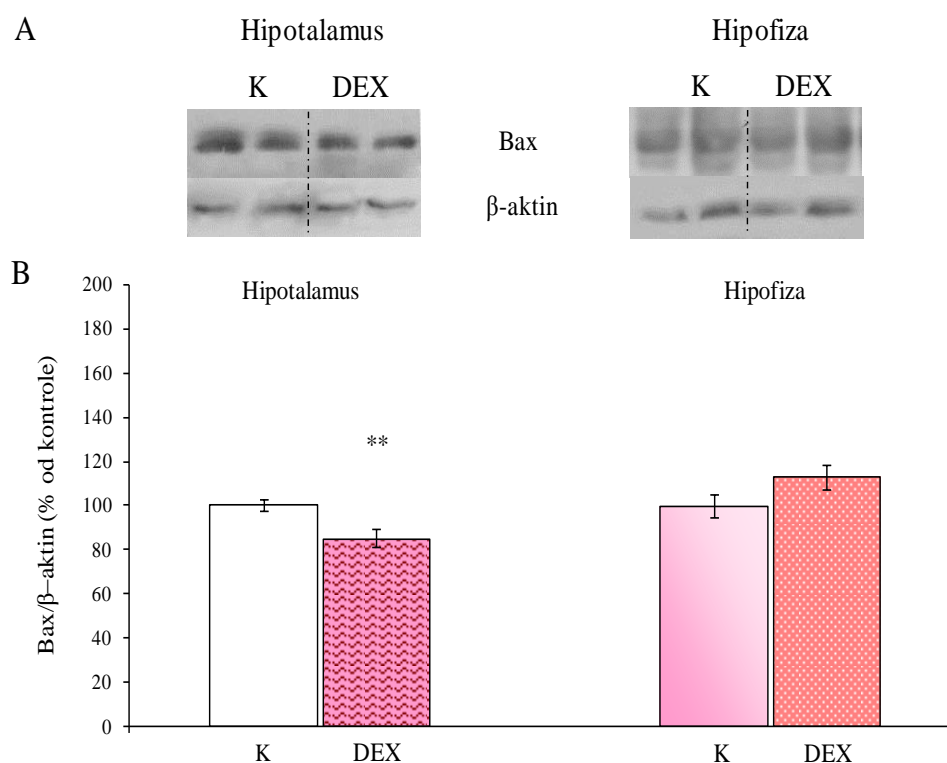 A
Hipotalamus
Hipofiza
K
DEX
K
DEX
Bax
β-aktin
B
Hipotalamus
Hipofiza
Bax/β–aktin (% od kontrole)
200
180
160
140
120
100
80
60
40
20
0
**
K
DEX
K
DEX